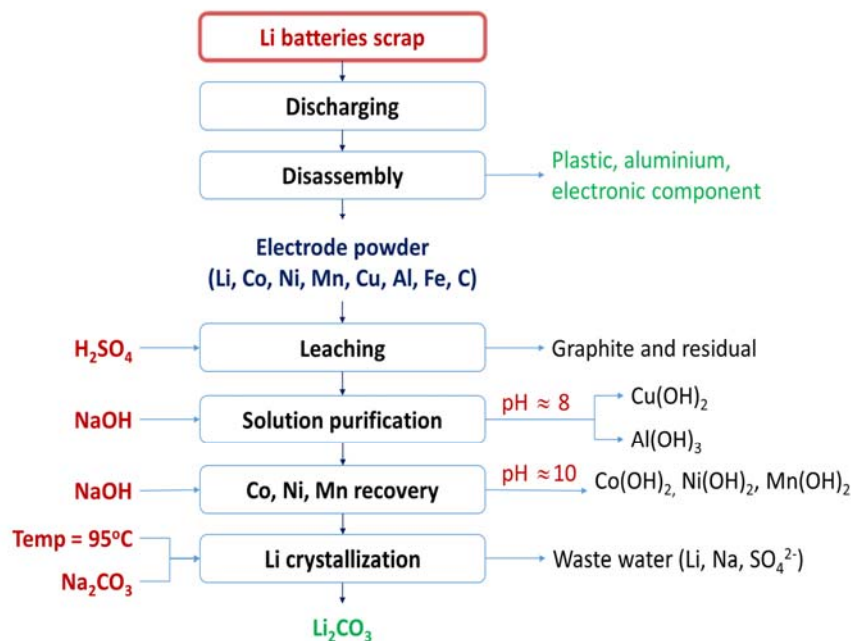 Li batteries scrap
Discharging
Disassembly
Plastic, aluminium,
electronic component
Electrode powder
(Li, Co, Ni, Mn, Cu, Al, Fe, C)
H₂SO₄
Leaching
Graphite and residual
NaOH
Solution purification
pH ≈ 8
Cu(OH)₂
Al(OH)₃
NaOH
Co, Ni, Mn recovery
pH ≈10
Co(OH)₂, Ni(OH)₂, Mn(OH)₂
Temp = 95ºC
Na₂CO₃
Li crystallization
Waste water (Li, Na, SO₄²⁻)
Li₂CO₃